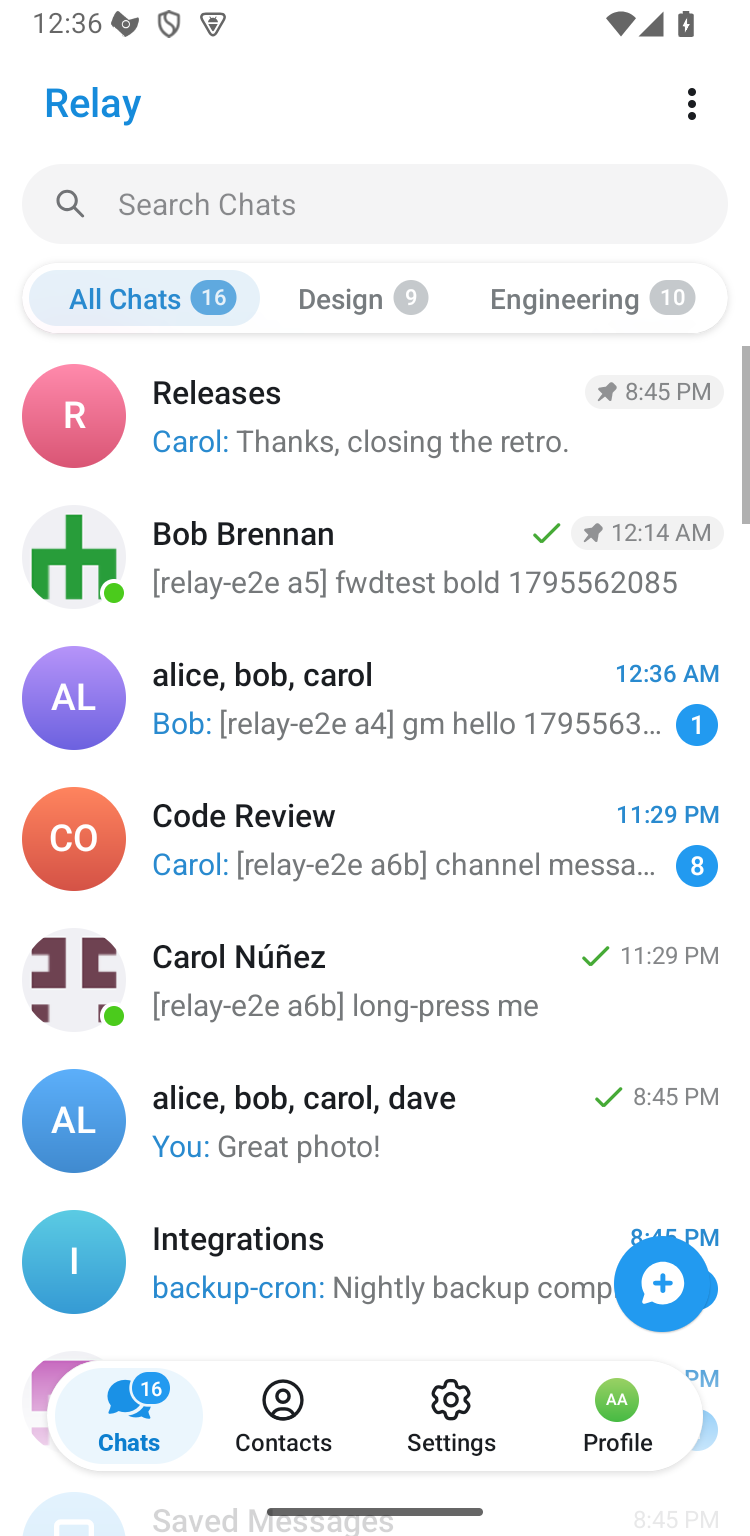 12:36
Relay
Search Chats
All Chats 16 Design 9 Engineering 10
R
Releases 8:45 PM
Carol: Thanks, closing the retro.
Bob Brennan 12:14 AM
[relay-e2e a5] fwdtest bold 1795562085
AL
alice, bob, carol 12:36 AM
Bob: [relay-e2e a4] gm hello 1795563... 1
CO
Code Review 11:29 PM
Carol: [relay-e2e a6b] channel messa... 8
Carol Núñez 11:29 PM
[relay-e2e a6b] long-press me
AL
alice, bob, carol, dave 8:45 PM
You: Great photo!
I
Integrations 8:45 PM
backup-cron: Nightly backup comp
PM
16 AA
Chats Contacts Settings Profile
Saved Messages 8:45 PM